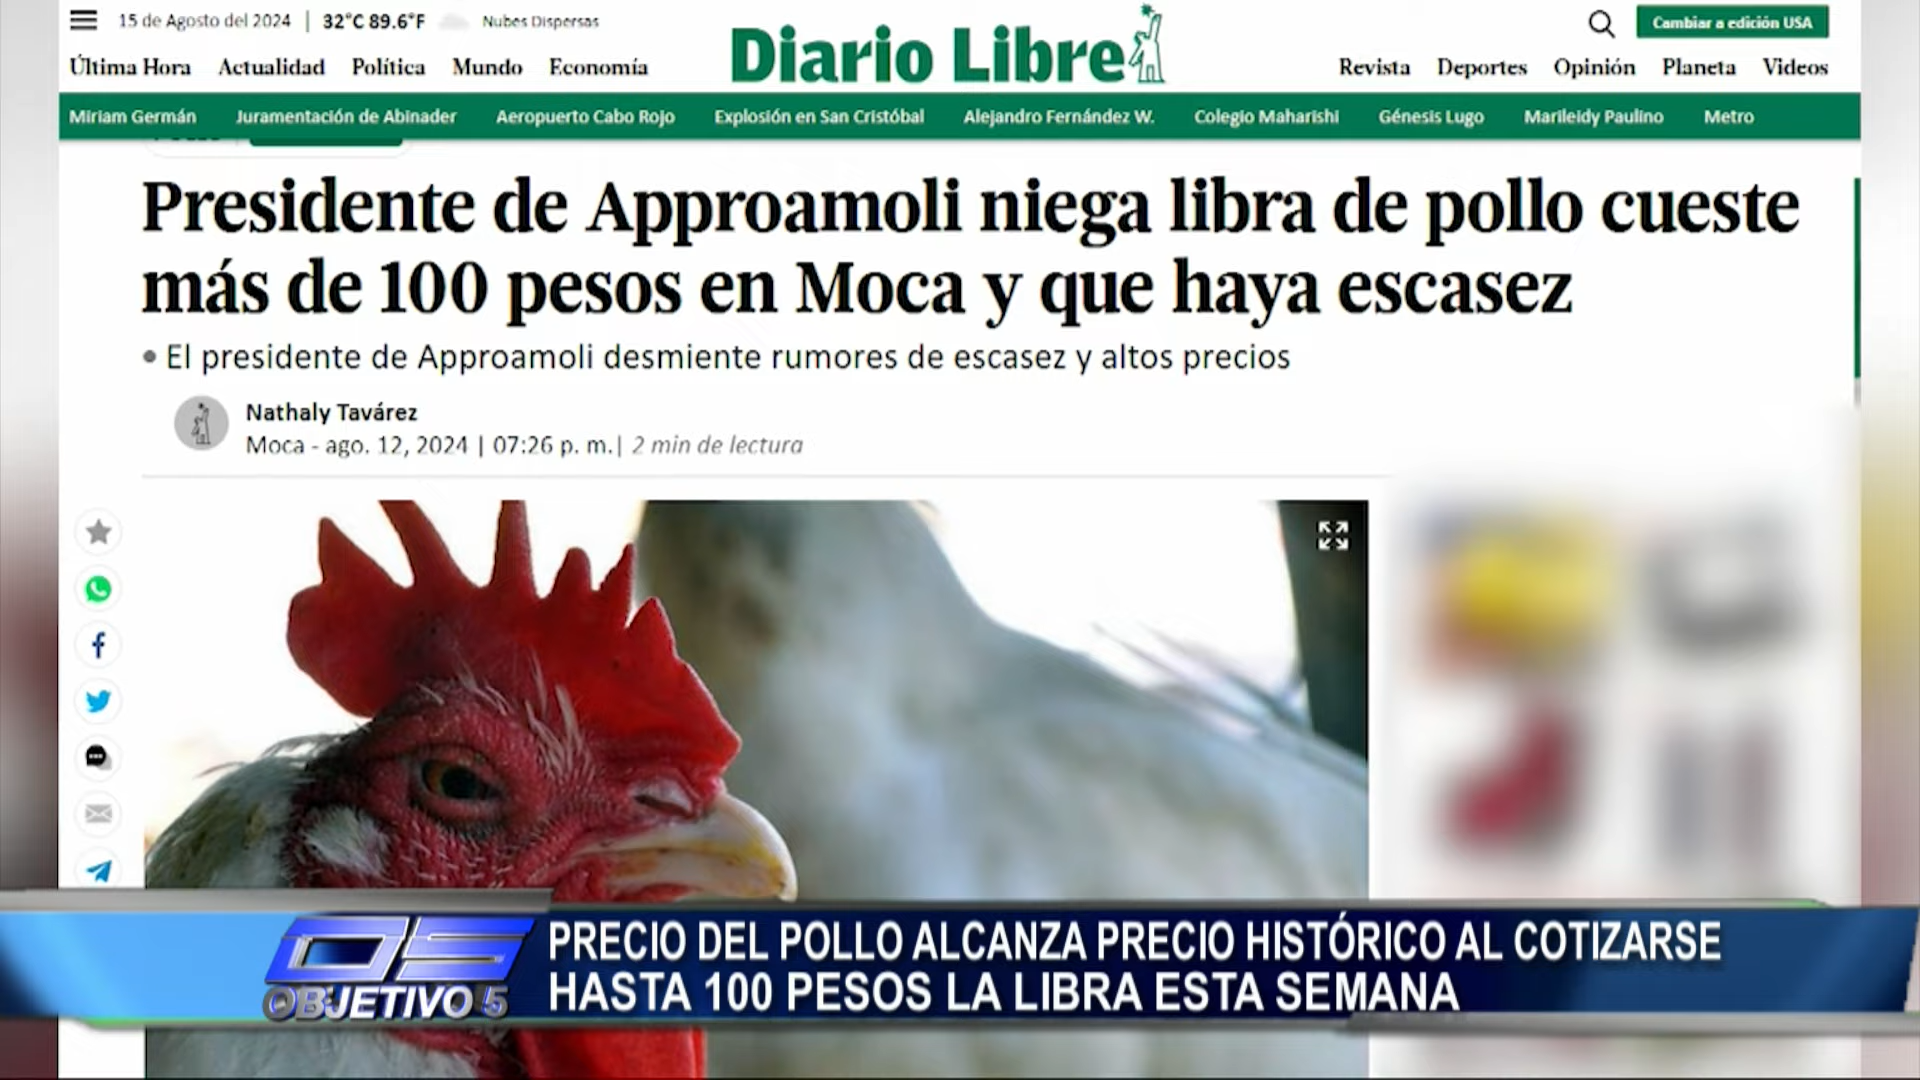 15 de Agosto del 2024 | 32°C 89.6°F Nubes Dispersas
Diario Libre
Cambiar a edición USA
Última Hora Actualidad Política Mundo Economía
Revista Deportes Opinión Planeta Videos
Miriam Germán Juramentación de Abinader Aeropuerto Cabo Rojo Explosión en San Cristóbal Alejandro Fernández W. Colegio Maharishi Génesis Lugo Marileidy Paulino Metro
Presidente de Approamoli niega libra de pollo cueste
más de 100 pesos en Moca y que haya escasez
• El presidente de Approamoli desmiente rumores de escasez y altos precios
Nathaly Tavárez
Moca - ago. 12, 2024 | 07:26 p. m.| 2 min de lectura
O5
OBJETIVO 5
PRECIO DEL POLLO ALCANZA PRECIO HISTÓRICO AL COTIZARSE
HASTA 100 PESOS LA LIBRA ESTA SEMANA